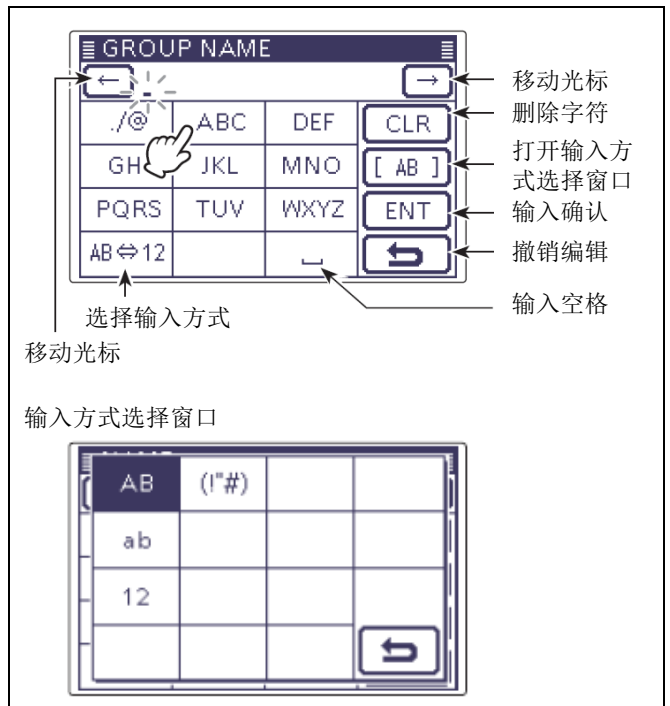 GROUP NAME
← →
./@ ABC DEF CLR
GH JKL MNO [ AB ]
PQRS TUV WXYZ ENT
AB⇔12 ⎵
移动光标
删除字符
打开输入方
式选择窗口
输入确认
撤销编辑
输入空格
选择输入方式
移动光标
输入方式选择窗口
AB (!"#)
ab
12